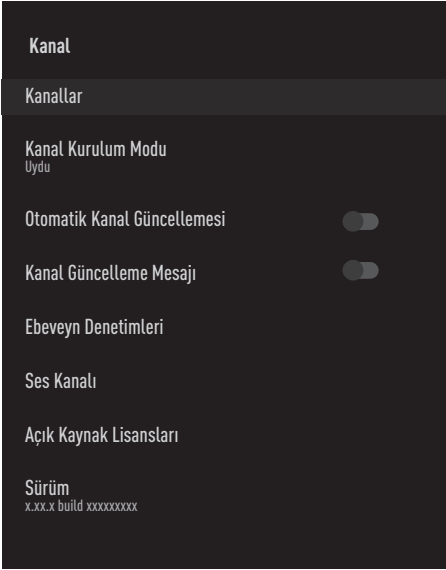 Kanal
Kanallar
Kanal Kurulum Modu
Uydu
Otomatik Kanal Güncellemesi
Kanal Güncelleme Mesajı
Ebeveyn Denetimleri
Ses Kanalı
Açık Kaynak Lisansları
Sürüm
x.xx.x build xxxxxxxxx